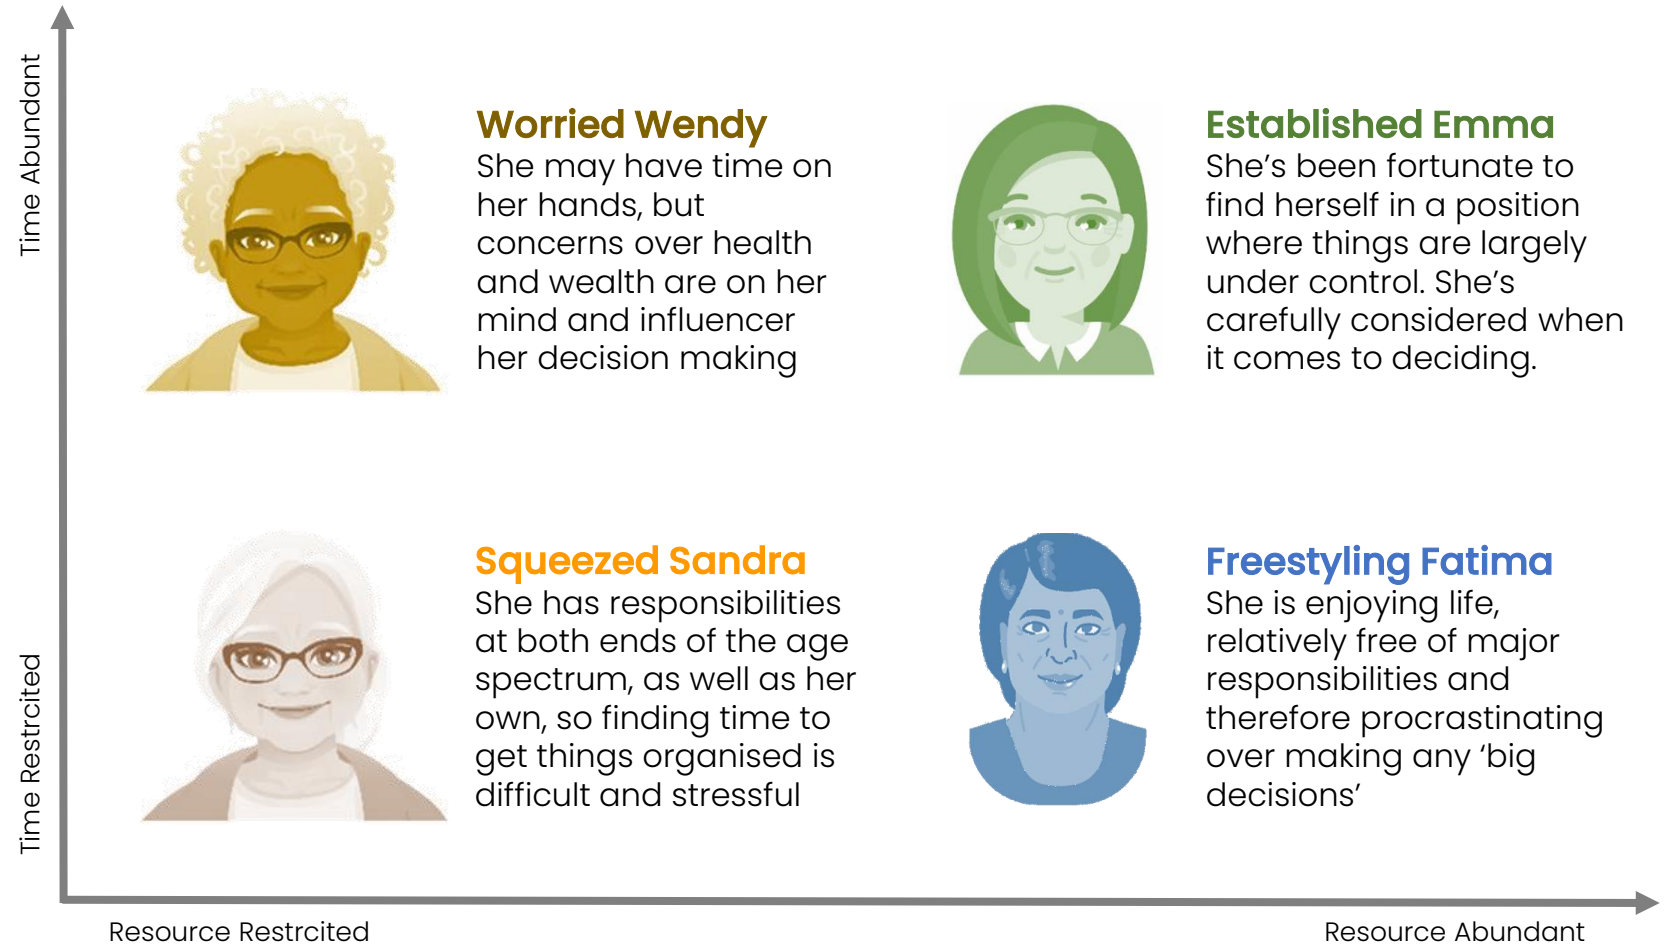 Time Abundant
Worried Wendy
She may have time on
her hands, but
concerns over health
and wealth are on her
mind and influencer
her decision making
Established Emma
She’s been fortunate to
find herself in a position
where things are largely
under control. She’s
carefully considered when
it comes to deciding.
Time Restrcited
Squeezed Sandra
She has responsibilities
at both ends of the age
spectrum, as well as her
own, so finding time to
get things organised is
difficult and stressful
Freestyling Fatima
She is enjoying life,
relatively free of major
responsibilities and
therefore procrastinating
over making any ‘big
decisions’
Resource Restrcited
Resource Abundant